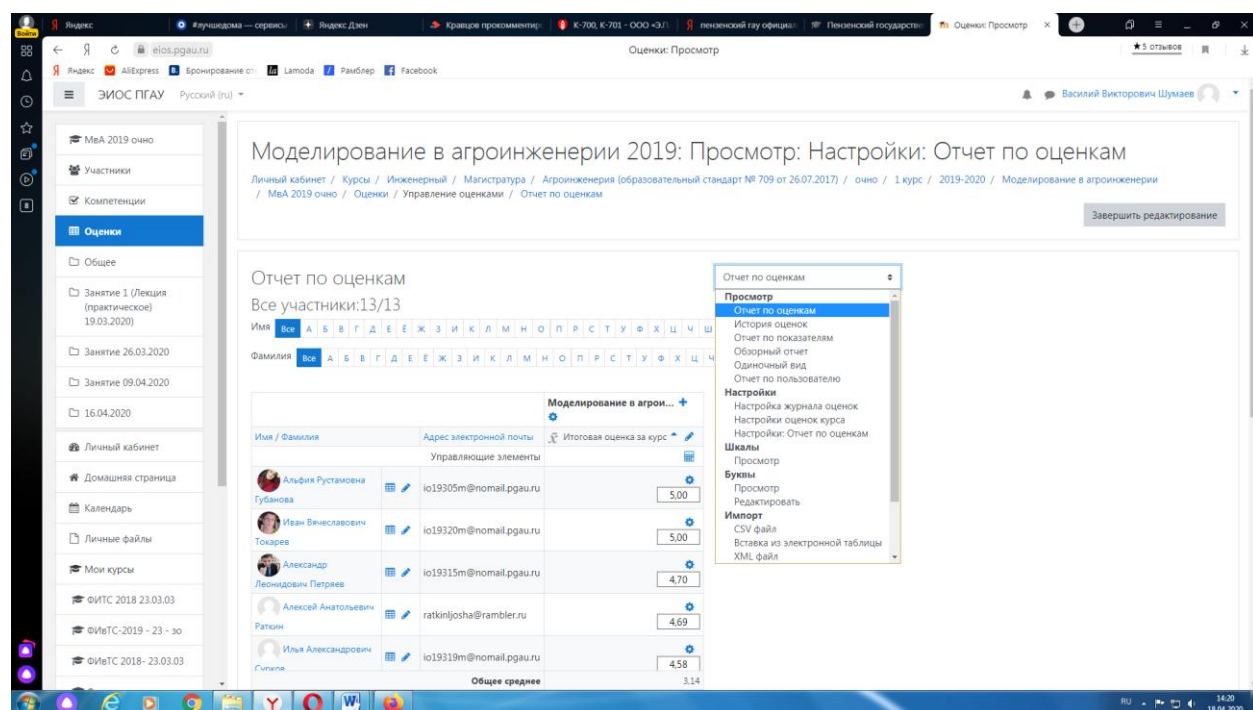 Яндекс
#лучшедома — сервисы
Яндекс.Дзен
Кравцов прокомментир
К-700, К-701 - ООО «Э.П.
пензенский гау официал
Пензенский государстве
Оценки: Просмотр
Войти
88
eios.pgau.ru
Оценки: Просмотр
★5 отзывов
Яндекс
AliExpress
Бронирование от
Lamoda
Рамблер
Facebook
ЭИОС ПГАУ
Русский (ru)
Василий Викторович Шумаев
МвА 2019 очно
Участники
Компетенции
Оценки
Общее
Занятие 1 (Лекция
(практическое)
19.03.2020)
Занятие 26.03.2020
Занятие 09.04.2020
16.04.2020
Личный кабинет
Домашняя страница
Календарь
Личные файлы
Мои курсы
ФИТС 2018 23.03.03
ФИвТС-2019 - 23 - зо
ФИвТС 2018- 23.03.03
Моделирование в агроинженерии 2019: Просмотр: Настройки: Отчет по оценкам
Личный кабинет / Курсы / Инженерный / Магистратура / Агроинженерия (образовательный стандарт № 709 от 26.07.2017) / очно / 1 курс / 2019-2020 / Моделирование в агроинженерии
/ МвА 2019 очно / Оценки / Управление оценками / Отчет по оценкам
Завершить редактирование
Отчет по оценкам
Все участники:13/13
Имя Все А Б В Г Д Е Ё Ж З И К Л М Н О П Р С Т У Ф Х Ц Ч Ш
Фамилия Все А Б В Г Д Е Ё Ж З И К Л М Н О П Р С Т У Ф Х Ц Ч
Отчет по оценкам
Просмотр
Отчет по оценкам
История оценок
Отчет по показателям
Обзорный отчет
Одиночный вид
Отчет по пользователю
Настройки
Настройка журнала оценок
Настройки оценок курса
Настройки: Отчет по оценкам
Шкалы
Просмотр
Буквы
Просмотр
Редактировать
Импорт
CSV файл
Вставка из электронной таблицы
XML файл
Моделирование в агрои...
Имя / Фамилия
Адрес электронной почты
x̄ Итоговая оценка за курс
Управляющие элементы
Альфия Рустамовна
Губанова
io19305m@nomail.pgau.ru
5,00
Иван Вячеславович
Токарев
io19320m@nomail.pgau.ru
5,00
Александр
Леонидович Петряев
io19315m@nomail.pgau.ru
4,70
Алексей Анатольевич
Раткин
ratkinljosha@rambler.ru
4,69
Илья Александрович
Сурков
io19319m@nomail.pgau.ru
4,58
Общее среднее
3,14
RU
14:20
18.04.2020